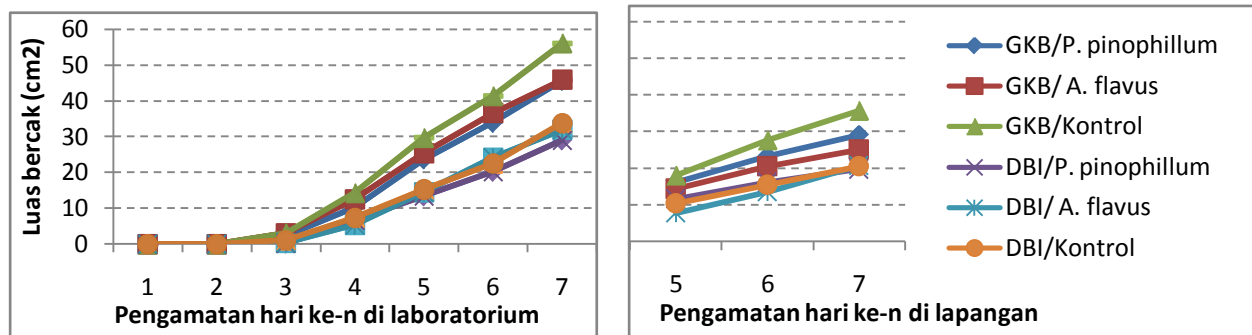 Luas bercak (cm2)
60
50
40
30
20
10
0
1 2 3 4 5 6 7
Pengamatan hari ke-n di laboratorium
5 6 7
Pengamatan hari ke-n di lapangan
GKB/P. pinophillum
GKB/ A. flavus
GKB/Kontrol
DBI/P. pinophillum
DBI/ A. flavus
DBI/Kontrol